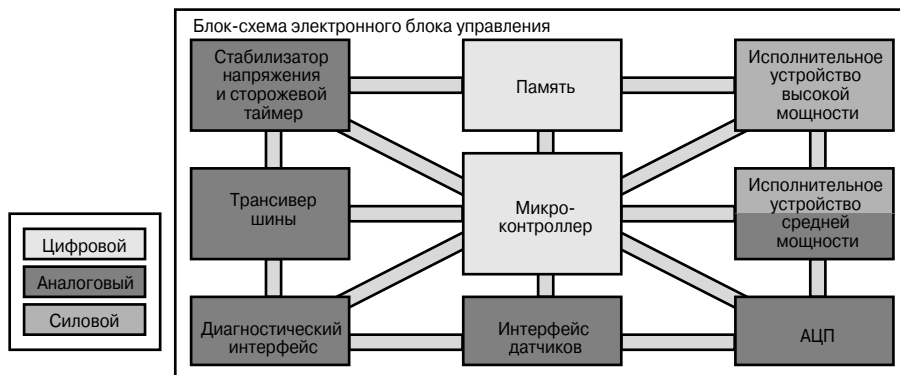 Блок-схема электронного блока управления
Стабилизатор
напряжения
и сторожевой
таймер
Память
Исполнительное
устройство
высокой
мощности
Трансивер
шины
Микро-
контроллер
Исполнительное
устройство
средней
мощности
Цифровой
Аналоговый
Силовой
Диагностический
интерфейс
Интерфейс
датчиков
АЦП